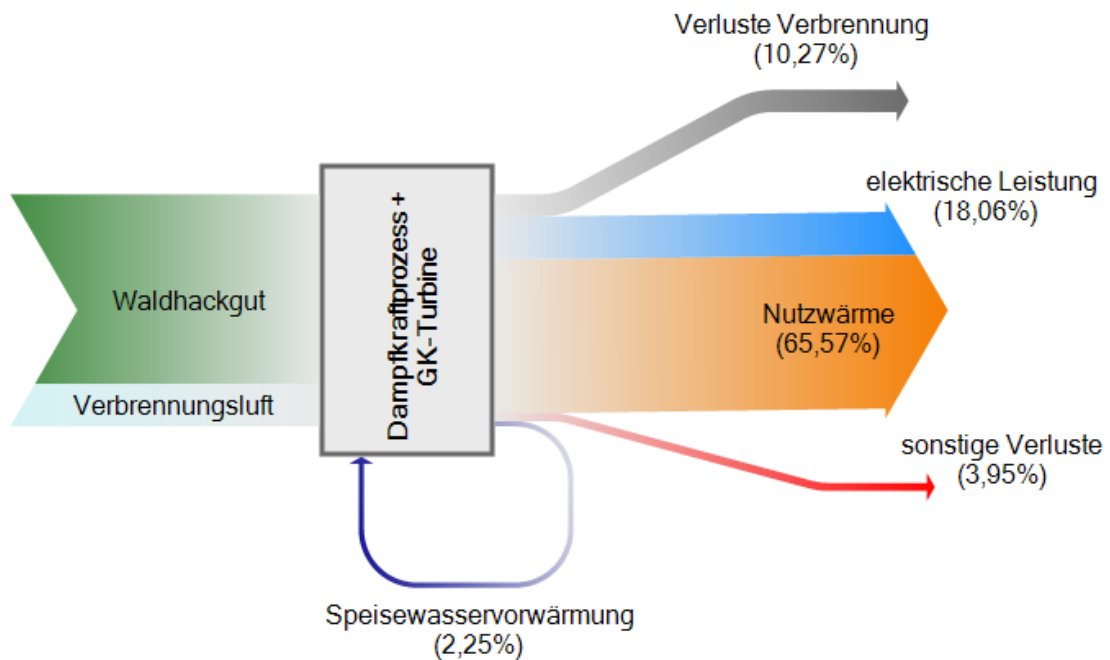 Verluste Verbrennung
(10,27%)
elektrische Leistung
(18,06%)
Waldhackgut
Verbrennungsluft
Dampfkraftprozess +
GK-Turbine
Nutzwärme
(65,57%)
sonstige Verluste
(3,95%)
Speisewasservorwärmung
(2,25%)